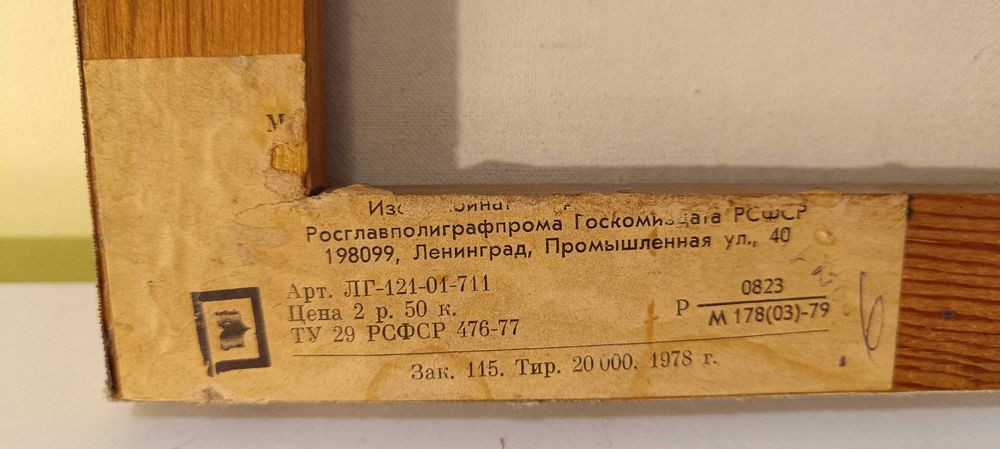 М
Росглавполиграфпрома Госкомиздата РСФСР
198099, Ленинград, Промышленная ул., 40
Арт. ЛГ-121-01-711
Цена 2 р. 50 к.
ТУ 29 РСФСР 476-77
Р 0823
М 178(03)-79
Зак. 115. Тир. 20 000. 1978 г.